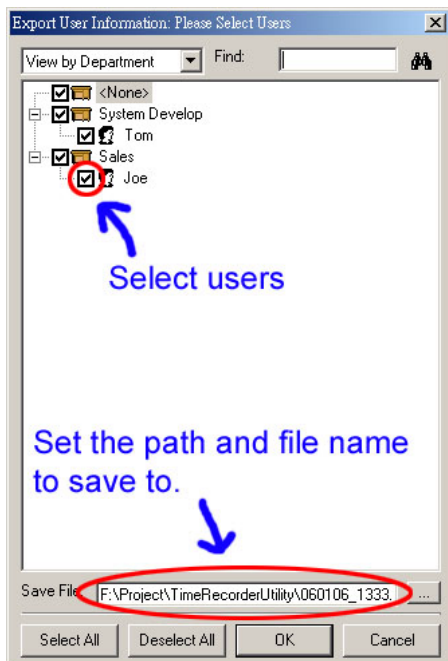 Export User Information: Please Select Users
View by Department Find:
<None>
System Develop
Tom
Sales
Joe
Select users
Set the path and file name
to save to.
Save File F:\Project\TimeRecorderUtility\060106_1333. ...
Select All Deselect All OK Cancel